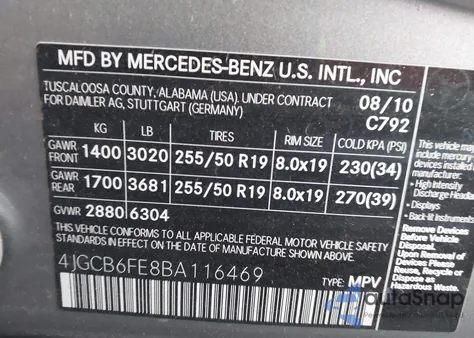 MFD BY MERCEDES-BENZ U.S. INTL., INC
TUSCALOOSA COUNTY, ALABAMA (USA), UNDER CONTRACT
FOR DAIMLER AG, STUTTGART (GERMANY)
08/10
C792
KG LB TIRES RIM SIZE COLD KPA (PSI)
GAWR FRONT 1400 3020 255/50 R19 8.0x19 230(34)
GAWR REAR 1700 3681 255/50 R19 8.0x19 270(39)
GVWR 2880 6304
THIS VEHICLE CONFORMS TO ALL APPLICABLE FEDERAL MOTOR VEHICLE
SAFETY
IN EFFECT ON THE DATE OF MANUFACTURE SHOWN ABOVE.
4JGCB6FE8BA116469
TYPE: MPV
This vehicle may
include mercury
devices:
- High Intensity
Discharge Headl
- Displays
- Back-lit Instrument
Remove Devices
Before Vehicle
Disposal. Upon
Removal of Devices
Please Reuse,
Recycle or Dispose
as Hazardous Waste
autoSnap